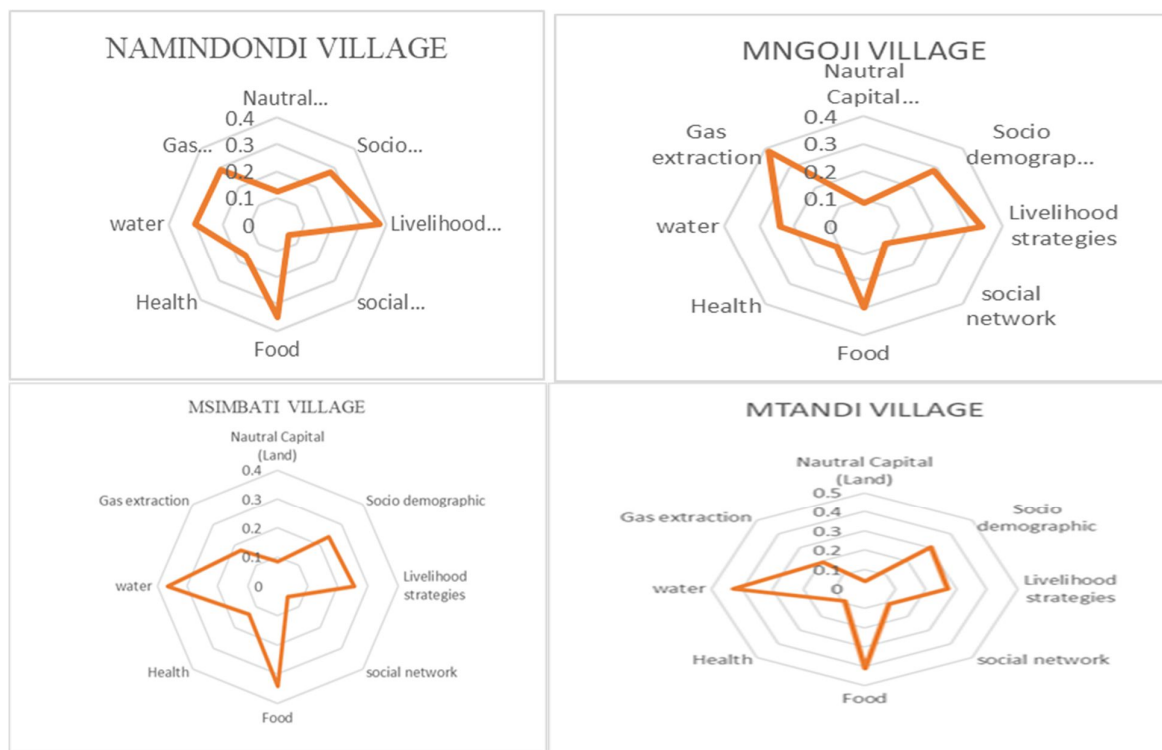 NAMINDONDI VILLAGE
Nautral...
0.4
0.3
0.2
0.1
0
Socio...
Livelihood...
social...
Food
Health
water
Gas...
MNGOJI VILLAGE
Nautral
Capital...
0.4
0.3
0.2
0.1
0
Socio
demograp...
Livelihood
strategies
social
network
Food
Health
water
Gas
extraction
MSIMBATI VILLAGE
Nautral Capital
(Land)
0.4
0.3
0.2
0.1
0
Socio demographic
Livelihood
strategies
social network
Food
Health
water
Gas extraction
MTANDI VILLAGE
Nautral Capital
(Land)
0.5
0.4
0.3
0.2
0.1
0
Socio
demographic
Livelihood
strategies
social network
Food
Health
water
Gas extraction